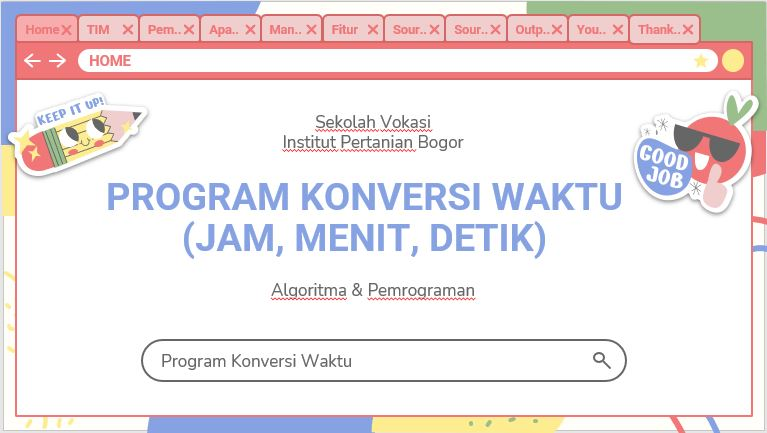 Home TIM Pem.. Apa.. Man.. Fitur Sour.. Sour.. Outp.. You.. Thank..
HOME
KEEP IT UP!
GOOD
JOB
Sekolah Vokasi
Institut Pertanian Bogor
PROGRAM KONVERSI WAKTU
(JAM, MENIT, DETIK)
Algoritma & Pemrograman
Program Konversi Waktu